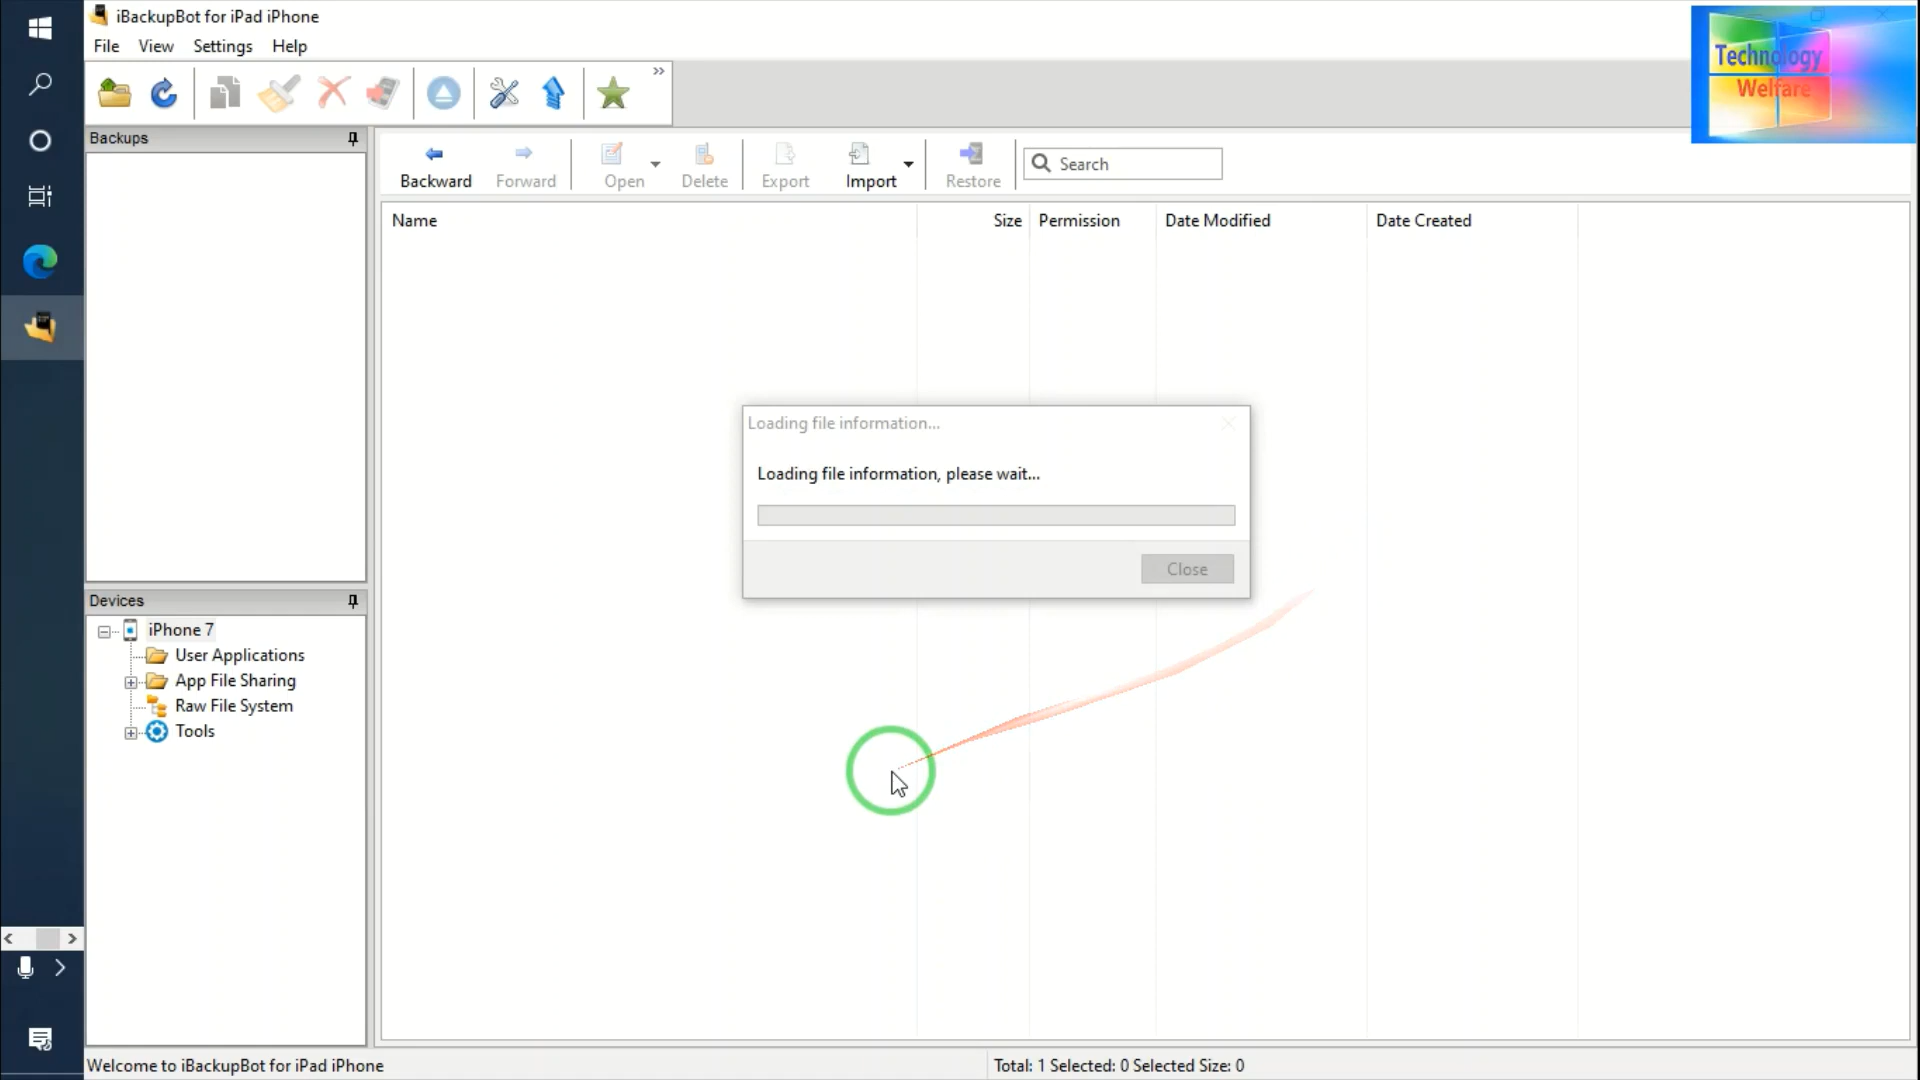 iBackupBot for iPad iPhone
File View Settings Help
Technology
Welfare
Backups
Backward Forward Open Delete Export Import Restore Search
Name Size Permission Date Modified Date Created
Loading file information...
Loading file information, please wait...
Close
Devices
iPhone 7
User Applications
App File Sharing
Raw File System
Tools
Welcome to iBackupBot for iPad iPhone
Total: 1 Selected: 0 Selected Size: 0